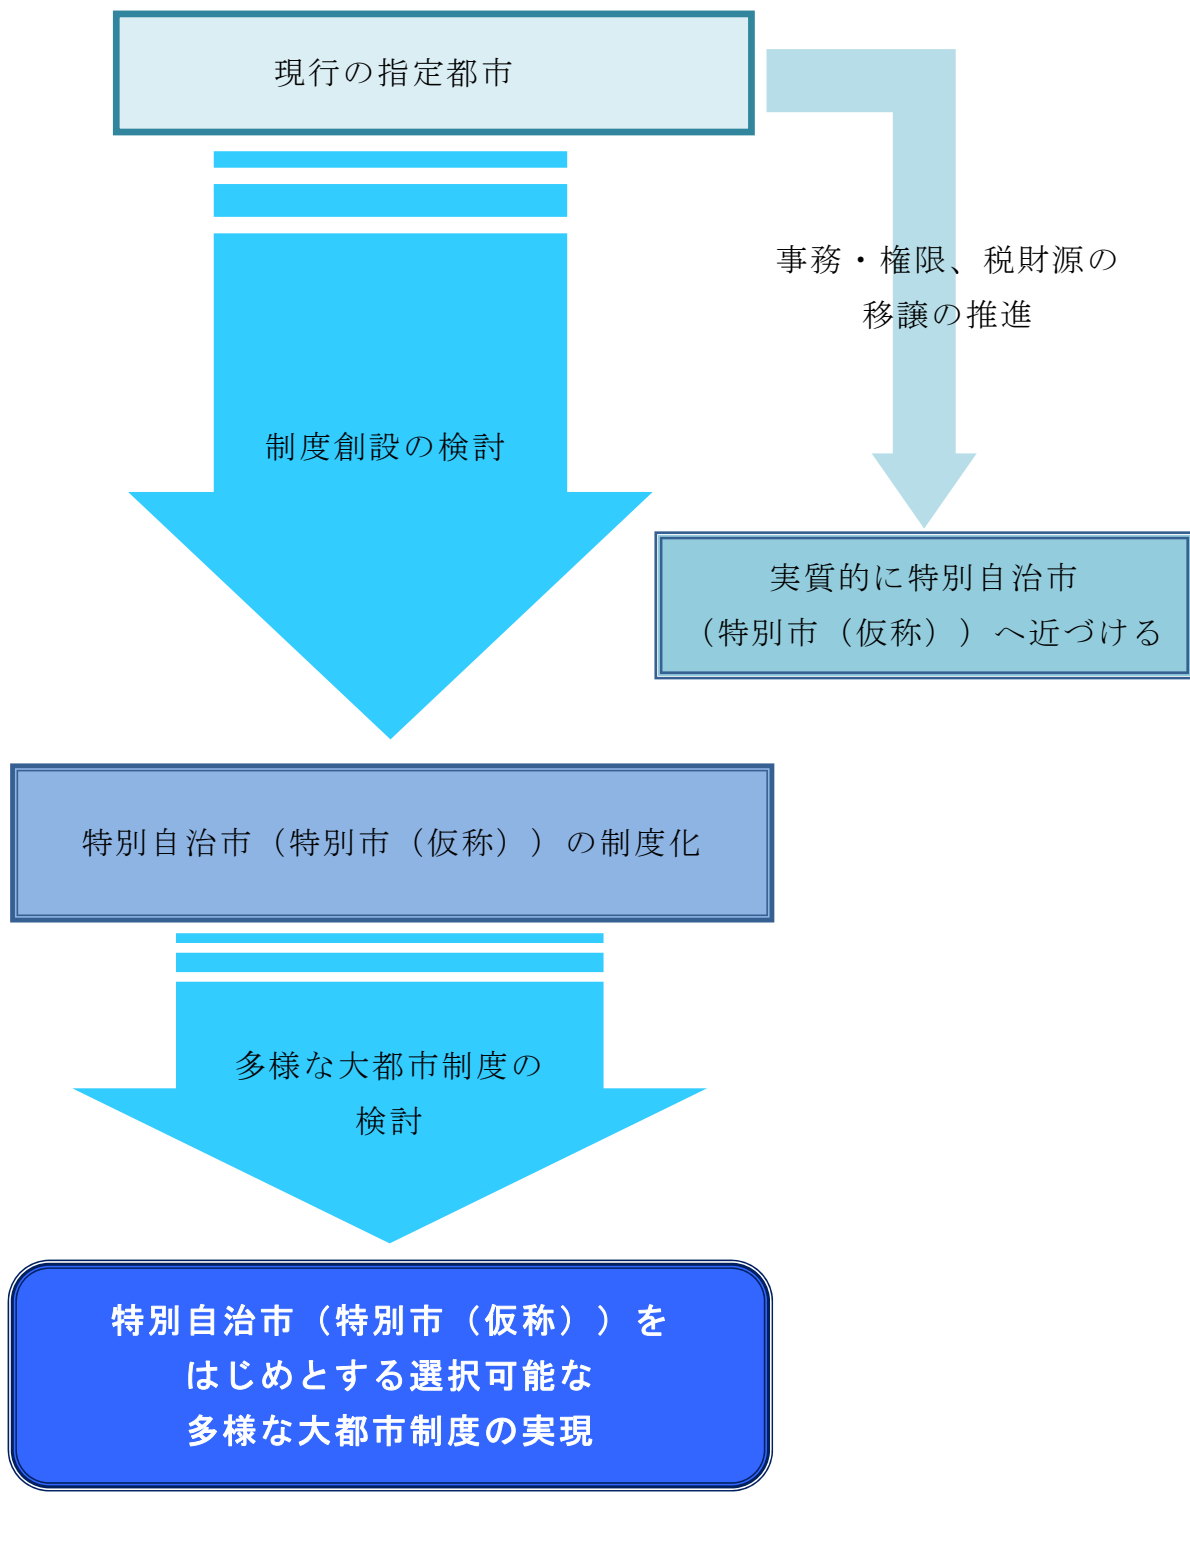 現行の指定都市
事務・権限、税財源の
移譲の推進
制度創設の検討
実質的に特別自治市
（特別市（仮称））へ近づける
特別自治市（特別市（仮称））の制度化
多様な大都市制度の
検討
特別自治市（特別市（仮称））を
はじめとする選択可能な
多様な大都市制度の実現